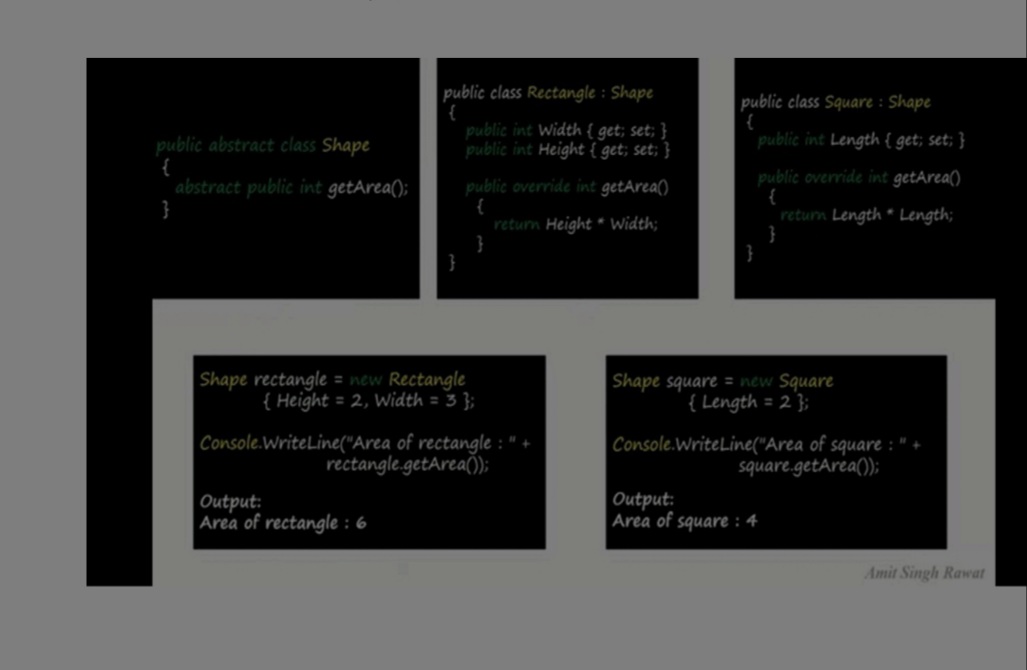 public abstract class Shape
{
abstract public int getArea();
}
public class Rectangle : Shape
{
public int Width { get; set; }
public int Height { get; set; }
public override int getArea()
{
return Height * Width;
}
}
public class Square : Shape
{
public int Length { get; set; }
public override int getArea()
{
return Length * Length;
}
}
Shape rectangle = new Rectangle
{ Height = 2, Width = 3 };
Console.WriteLine("Area of rectangle : " +
rectangle.getArea());
Output:
Area of rectangle : 6
Shape square = new Square
{ Length = 2 };
Console.WriteLine("Area of square : " +
square.getArea());
Output:
Area of square : 4
Amit Singh Rawat